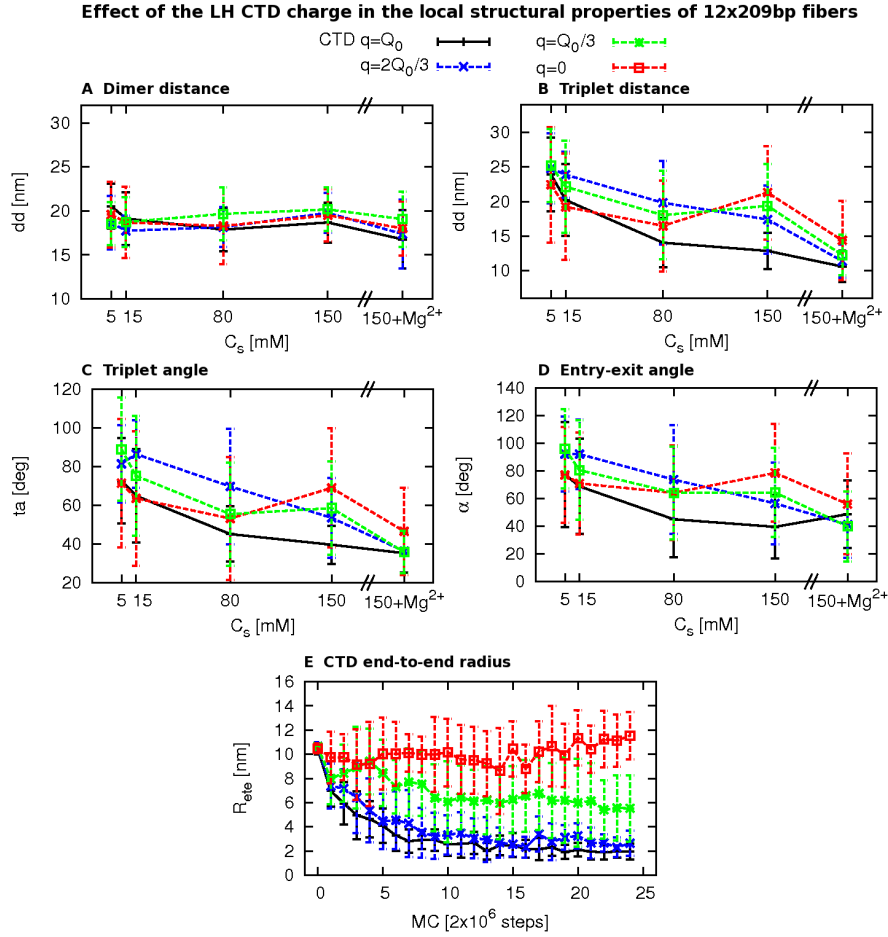 Effect of the LH CTD charge in the local structural properties of 12x209bp fibers
CTD q=Q0 q=Q0/3
q=2Q0/3 q=0
A Dimer distance
30
25
20
15
10
dd [nm]
5 15 80 150 150+Mg2+
Cs [mM]
B Triplet distance
30
25
20
15
10
dd [nm]
5 15 80 150 150+Mg2+
Cs [mM]
C Triplet angle
120
100
80
60
40
20
ta [deg]
5 15 80 150 150+Mg2+
Cs [mM]
D Entry-exit angle
140
120
100
80
60
40
20
0
α [deg]
5 15 80 150 150+Mg2+
Cs [mM]
E CTD end-to-end radius
16
14
12
10
8
6
4
2
0
Rete [nm]
0 5 10 15 20 25
MC [2x10^6 steps]